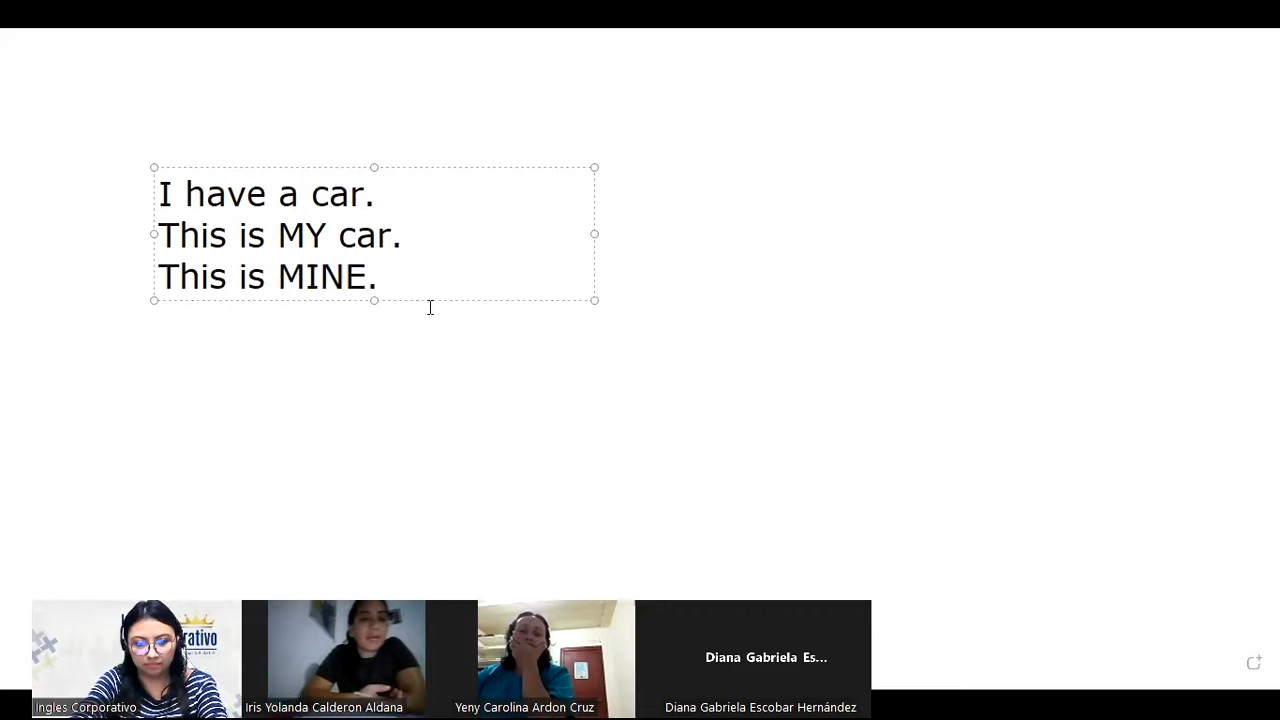 I have a car.
This is MY car.
This is MINE.
Ingles Corporativo
Iris Yolanda Calderon Aldana
Yeny Carolina Ardon Cruz
Diana Gabriela Es...
Diana Gabriela Escobar Hernández